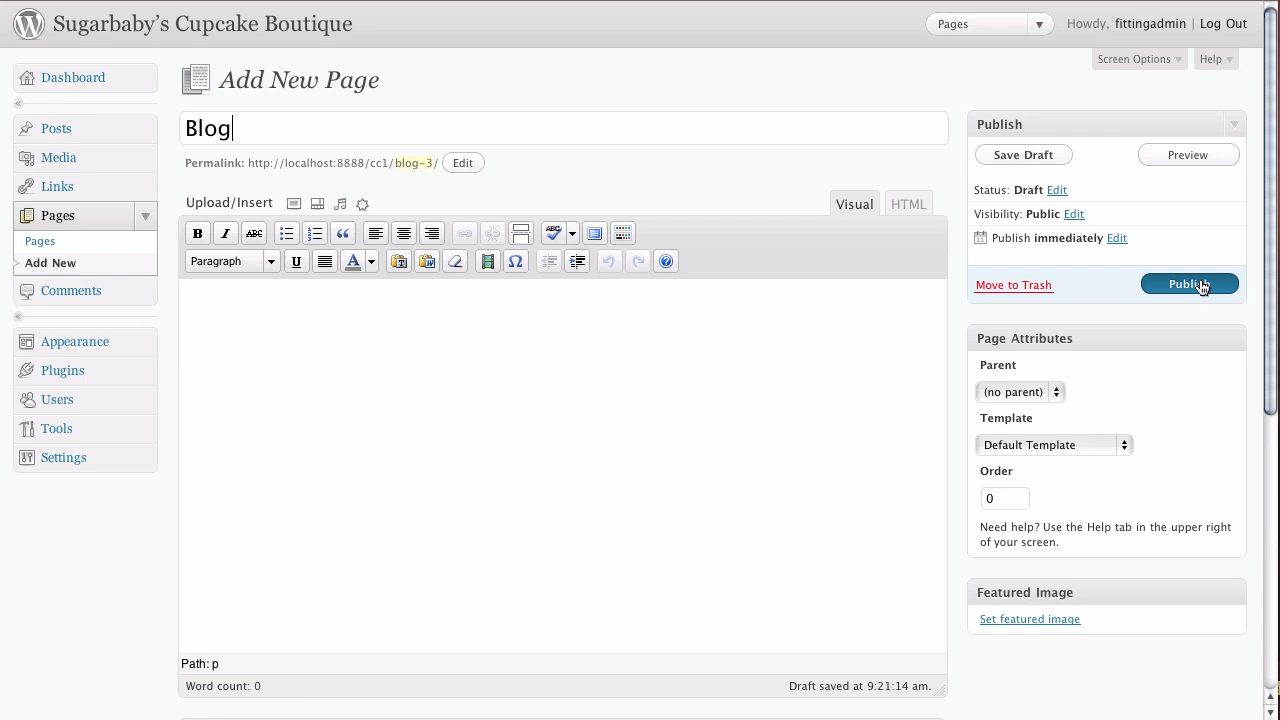 Sugarbaby's Cupcake Boutique
Pages
Howdy, fittingadmin | Log Out
Screen Options
Help
Dashboard
Posts
Media
Links
Pages
Pages
Add New
Comments
Appearance
Plugins
Users
Tools
Settings
Add New Page
Blog
Permalink: http://localhost:8888/cc1/blog-3/ Edit
Upload/Insert
Visual
HTML
B I ABC
ABC
Paragraph
U
A
Path: p
Word count: 0
Draft saved at 9:21:14 am.
Publish
Save Draft
Preview
Status: Draft Edit
Visibility: Public Edit
Publish immediately Edit
Move to Trash
Publish
Page Attributes
Parent
(no parent)
Template
Default Template
Order
0
Need help? Use the Help tab in the upper right
of your screen.
Featured Image
Set featured image